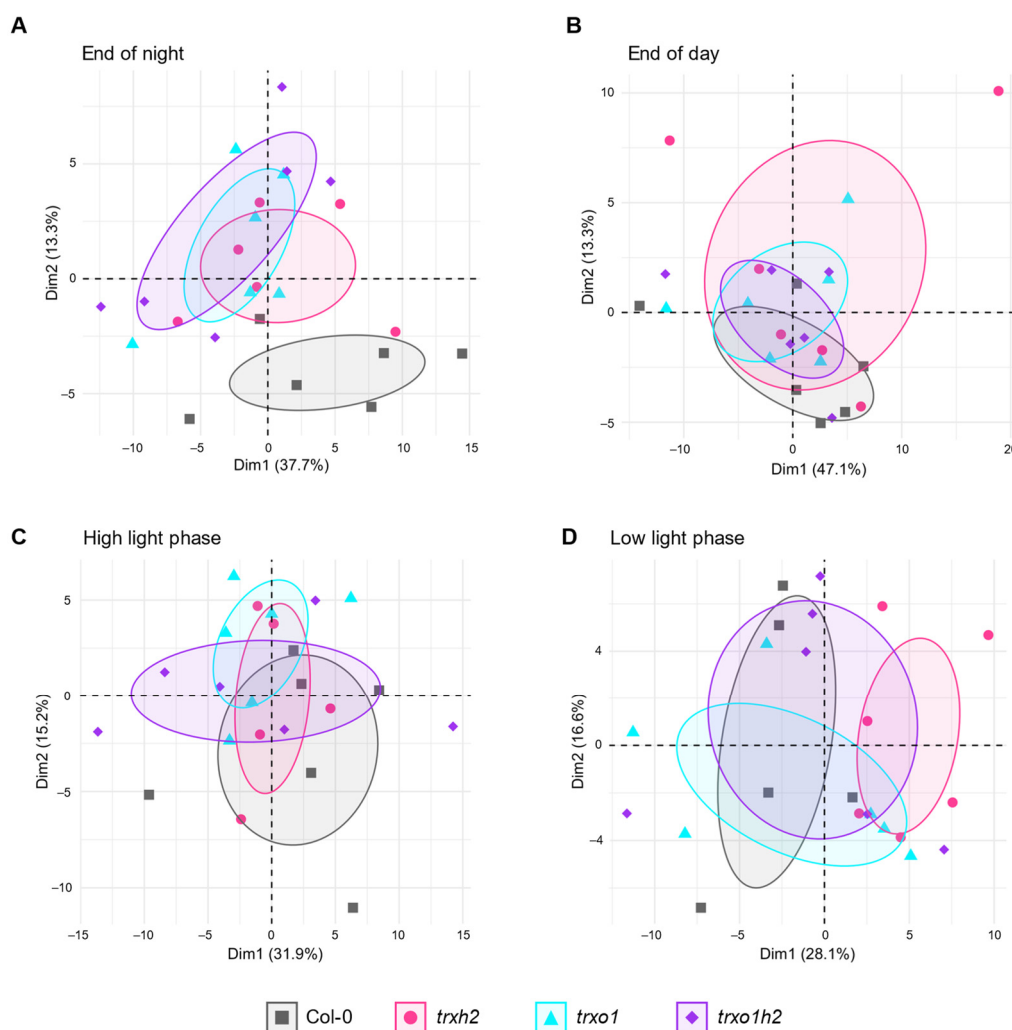 A
End of night
5
0
−5
−10
−5
0
5
10
15
Dim1 (37.7%)
Dim2 (13.3%)
B
End of day
10
5
0
−5
−10
0
10
20
Dim1 (47.1%)
Dim2 (13.3%)
C
High light phase
5
0
−5
−10
−15
−10
−5
0
5
10
15
Dim1 (31.9%)
Dim2 (15.2%)
D
Low light phase
4
0
−4
−10
−5
0
5
10
Dim1 (28.1%)
Dim2 (16.6%)
Col-0
trxh2
trxo1
trxo1h2